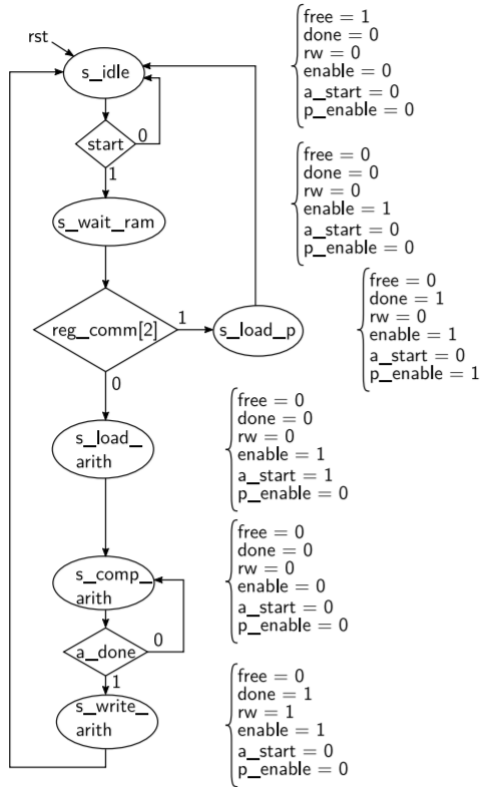 rst
s_idle
free = 1
done = 0
rw = 0
enable = 0
a_start = 0
p_enable = 0
start
0
1
s_wait_ram
free = 0
done = 0
rw = 0
enable = 1
a_start = 0
p_enable = 0
reg_comm[2]
1
0
s_load_p
free = 0
done = 1
rw = 0
enable = 1
a_start = 0
p_enable = 1
s_load_
arith
free = 0
done = 0
rw = 0
enable = 1
a_start = 1
p_enable = 0
s_comp_
arith
free = 0
done = 0
rw = 0
enable = 0
a_start = 0
p_enable = 0
a_done
0
1
s_write_
arith
free = 0
done = 1
rw = 1
enable = 1
a_start = 0
p_enable = 0